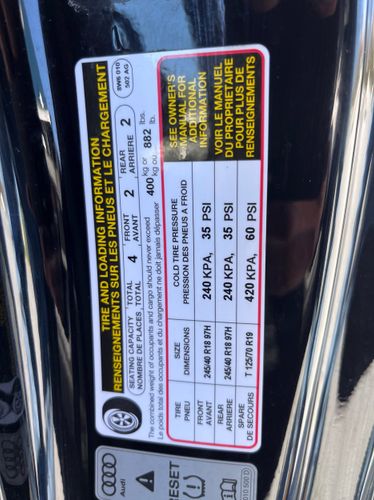 TIRE AND LOADING INFORMATION
RENSEIGNEMENTS SUR LES PNEUS ET LE CHARGEMENT
8W6 010
502 AG
SEATING CAPACITY TOTAL 4 FRONT 2 REAR 2
NOMBRE DE PLACES TOTAL AVANT ARRIERE
The combined weight of occupants and cargo should never exceed 400 kg or 882 lbs.
Le poids total des occupants et du chargement ne doit jamais dépasser kg ou lb.
TIRE SIZE COLD TIRE PRESSURE
PNEU DIMENSIONS PRESSION DES PNEUS A FROID
FRONT 245/40 R18 97H 240 KPA, 35 PSI
AVANT
REAR 245/40 R18 97H 240 KPA, 35 PSI
ARRIERE
SPARE T 125/70 R19 420 KPA, 60 PSI
DE SECOURS
SEE OWNER'S
MANUAL FOR
ADDITIONAL
INFORMATION
VOIR LE MANUEL
DU PROPRIETAIRE
POUR PLUS DE
RENSEIGNEMENTS
Audi
RESET